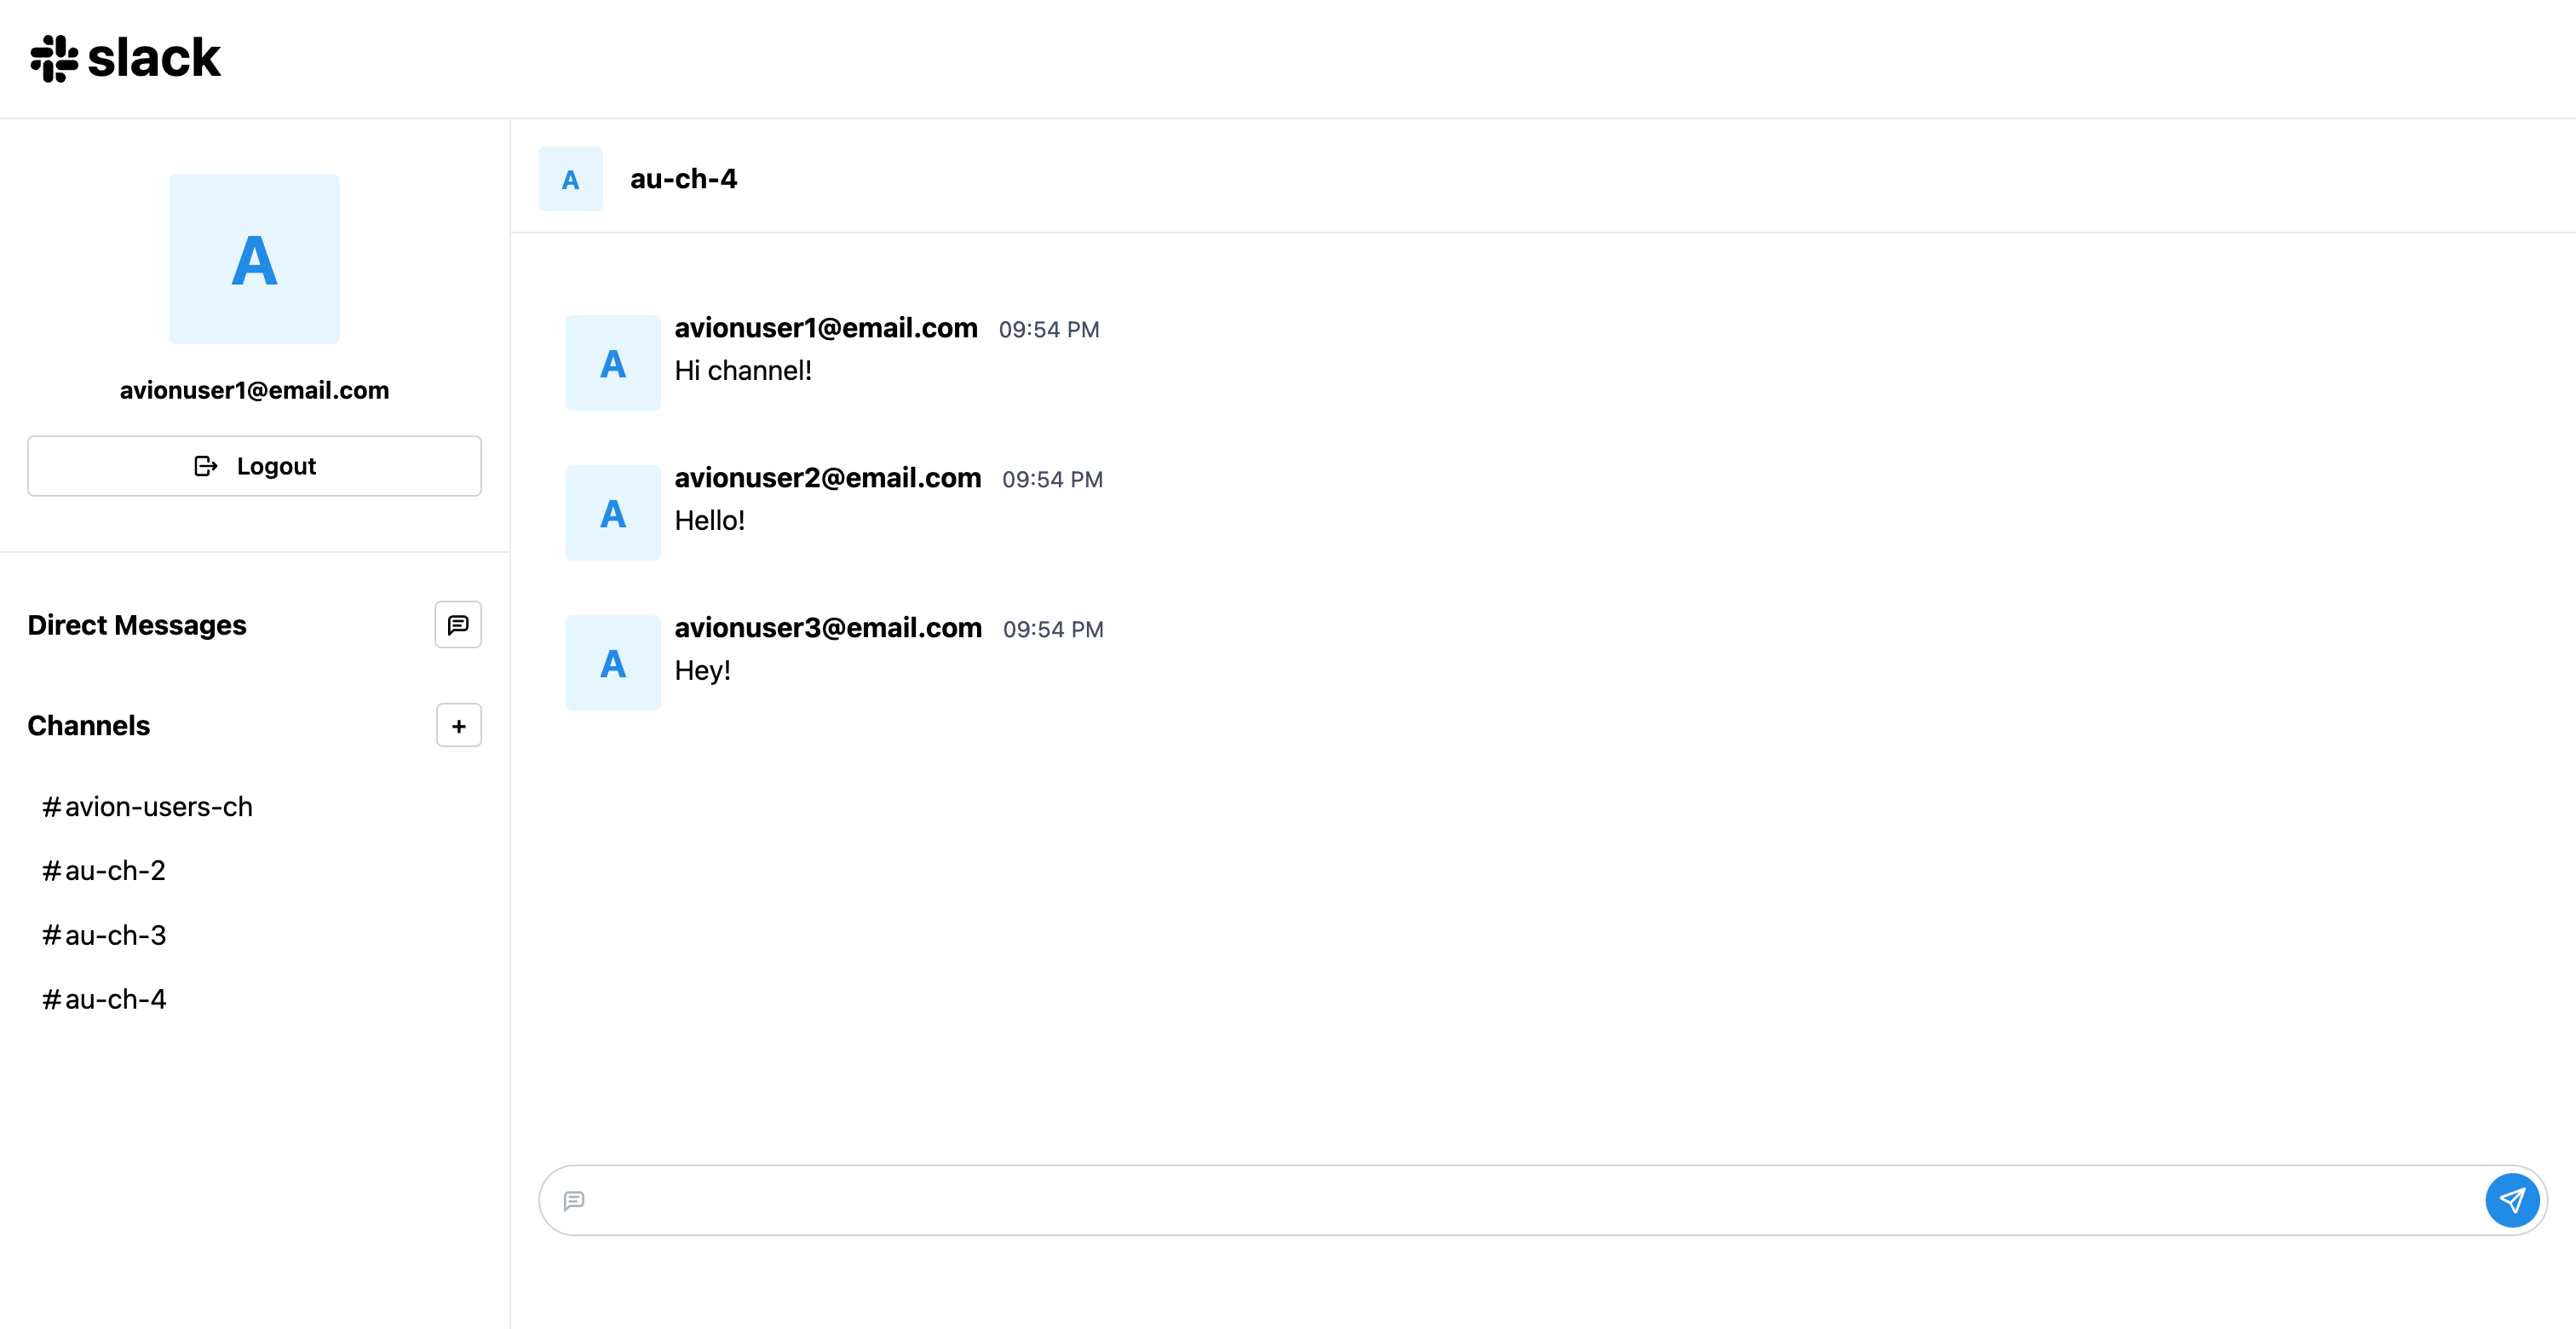 slack
A
avionuser1@email.com
Logout
Direct Messages
Channels
+
#avion-users-ch
#au-ch-2
#au-ch-3
#au-ch-4
A au-ch-4
A
avionuser1@email.com 09:54 PM
Hi channel!
A
avionuser2@email.com 09:54 PM
Hello!
A
avionuser3@email.com 09:54 PM
Hey!